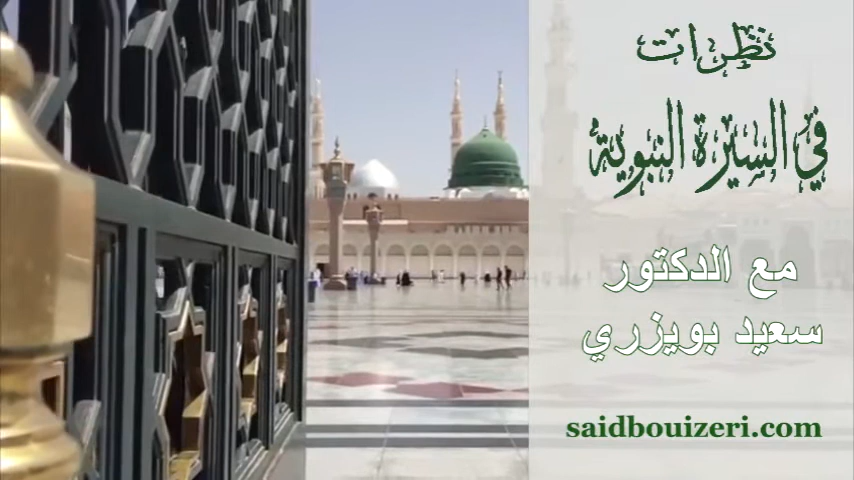 نظرات
في السيرة النبوية
مع الدكتور
سعيد بويزري
saidbouizeri.com